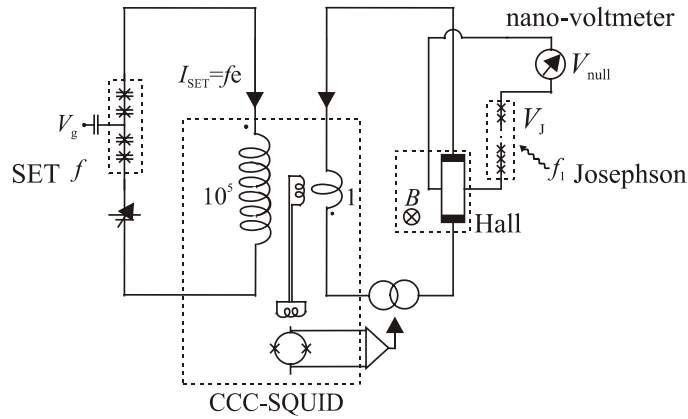 nano-voltmeter
I_SET=fe
V_null
V_g
V_J
SET f
10^5
1
f_1 Josephson
B
Hall
CCC-SQUID